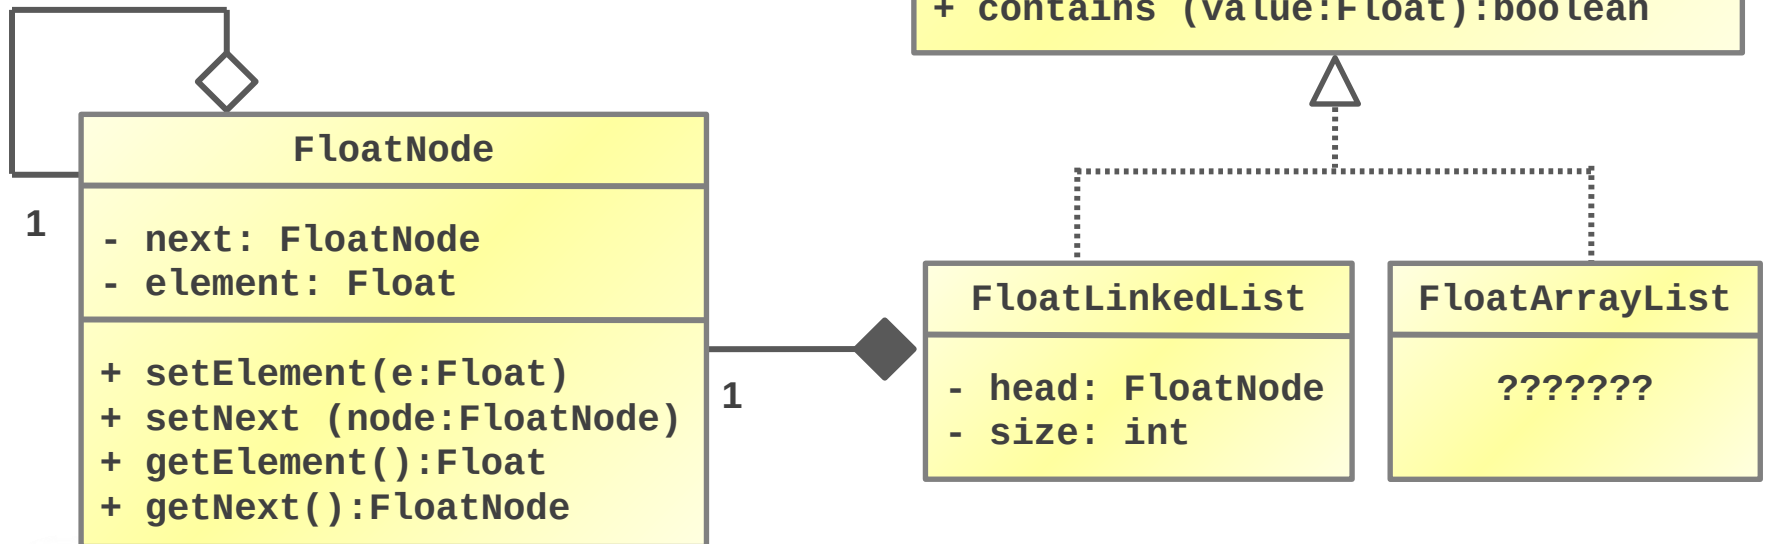 + contains (value:Float):boolean
FloatNode
1
- next: FloatNode
- element: Float
+ setElement(e:Float)
+ setNext (node:FloatNode)
+ getElement():Float
+ getNext():FloatNode
1
FloatLinkedList
- head: FloatNode
- size: int
FloatArrayList
???????